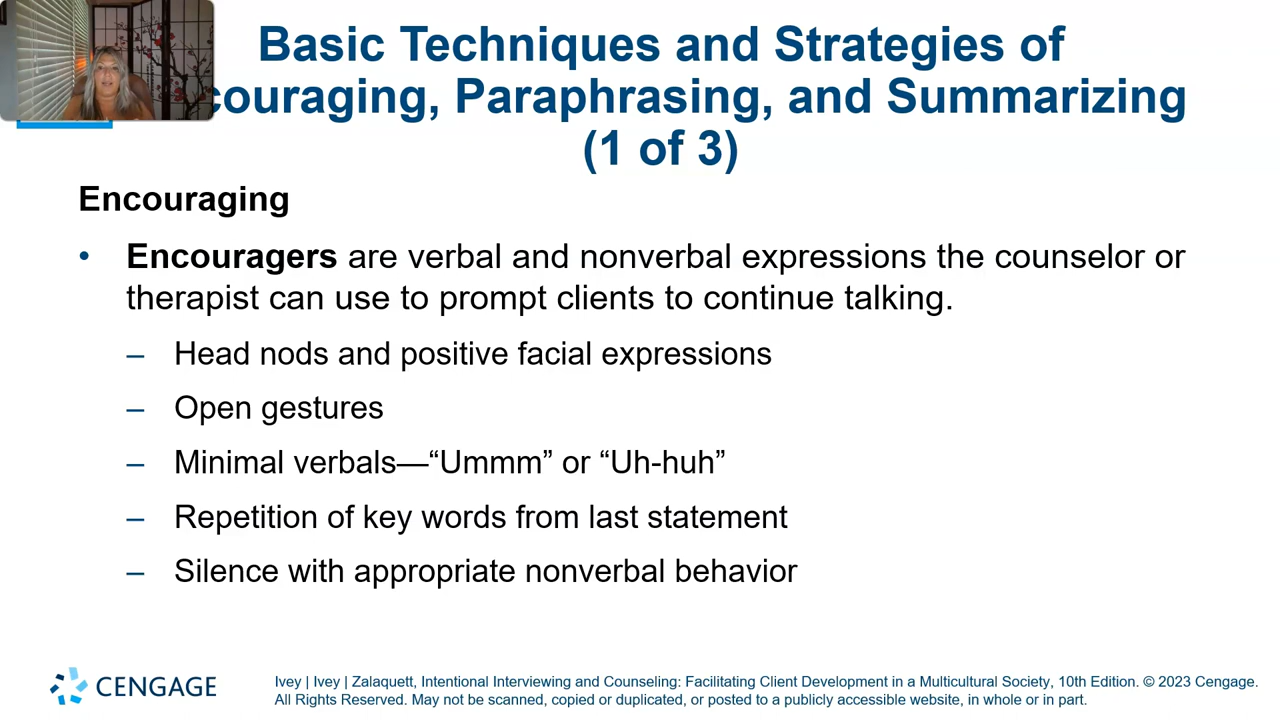 Basic Techniques and Strategies of
couraging, Paraphrasing, and Summarizing
(1 of 3)
Encouraging
• Encouragers are verbal and nonverbal expressions the counselor or
therapist can use to prompt clients to continue talking.
– Head nods and positive facial expressions
– Open gestures
– Minimal verbals—“Ummm” or “Uh-huh”
– Repetition of key words from last statement
– Silence with appropriate nonverbal behavior
CENGAGE
Ivey | Ivey | Zalaquett, Intentional Interviewing and Counseling: Facilitating Client Development in a Multicultural Society, 10th Edition. © 2023 Cengage.
All Rights Reserved. May not be scanned, copied or duplicated, or posted to a publicly accessible website, in whole or in part.